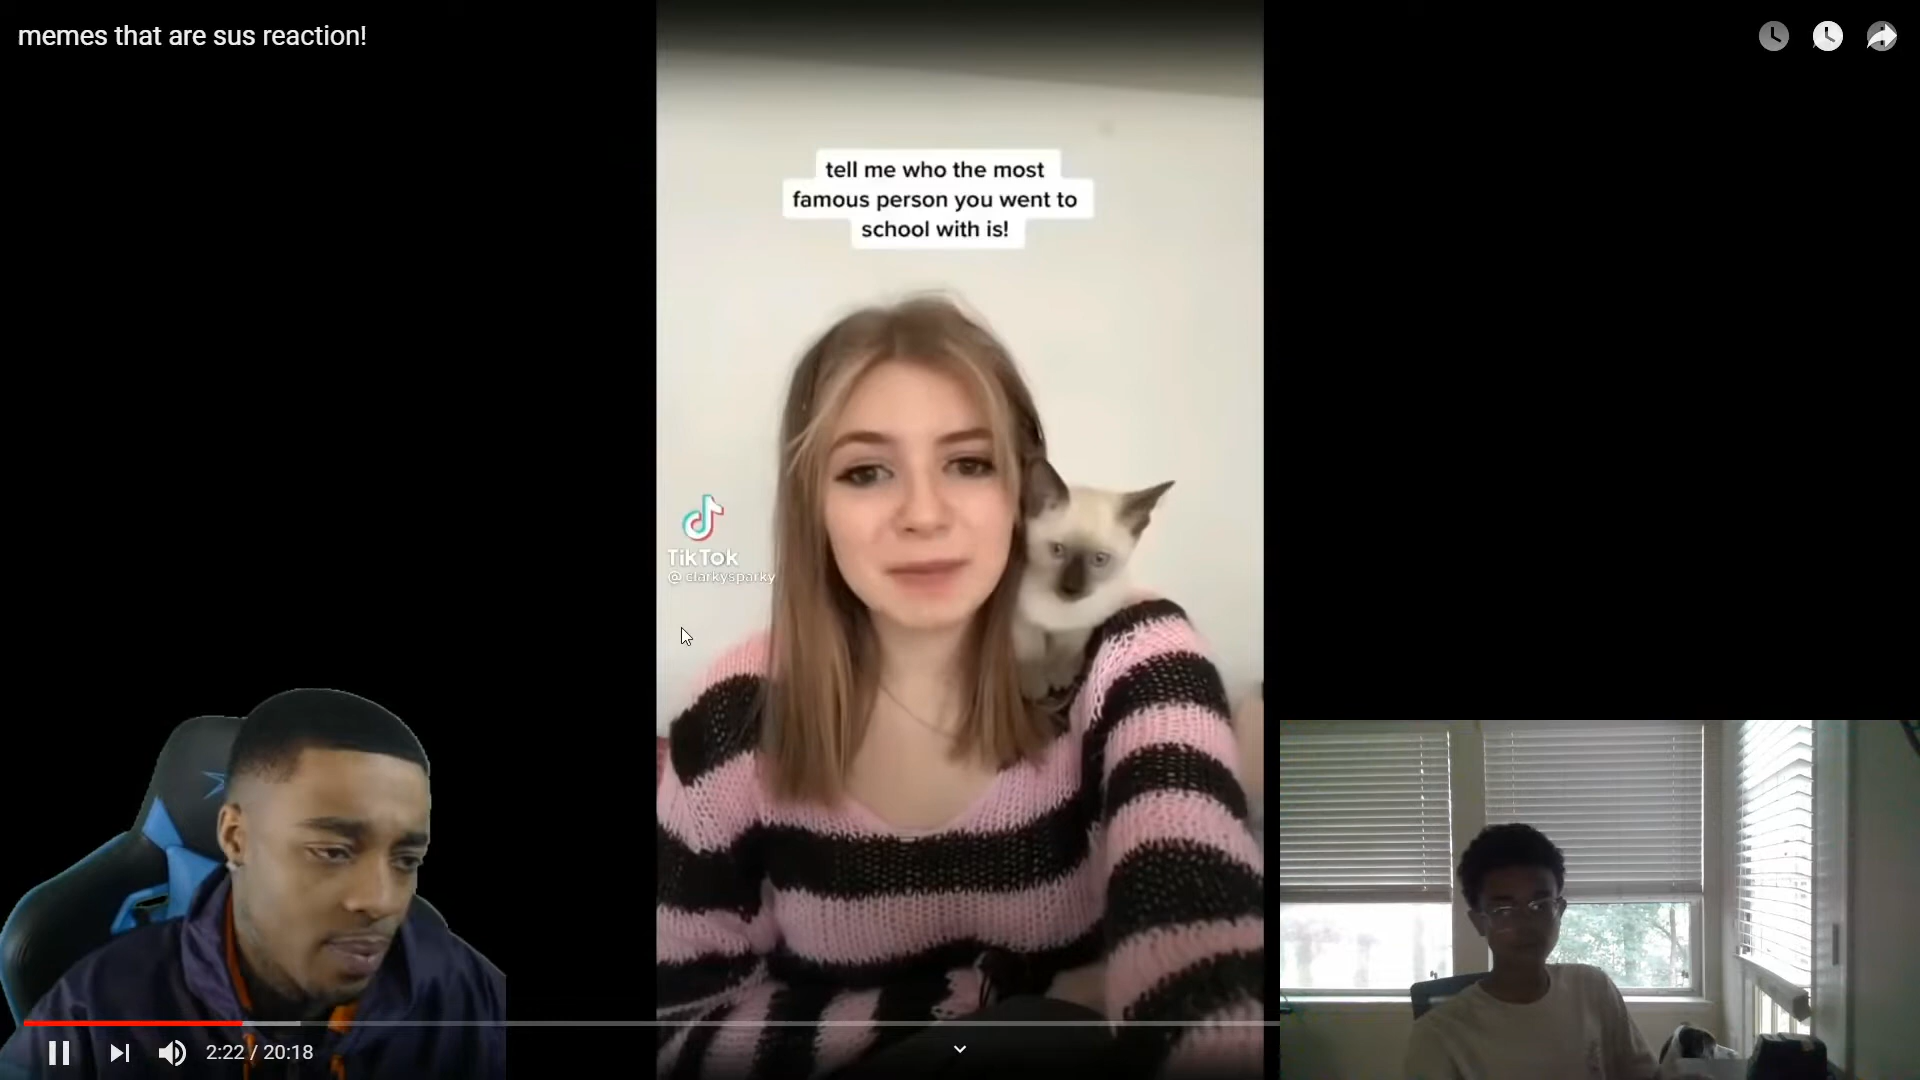 memes that are sus reaction!
tell me who the most
famous person you went to
school with is!
TikTok
@ clarkysparky
2:22 / 20:18